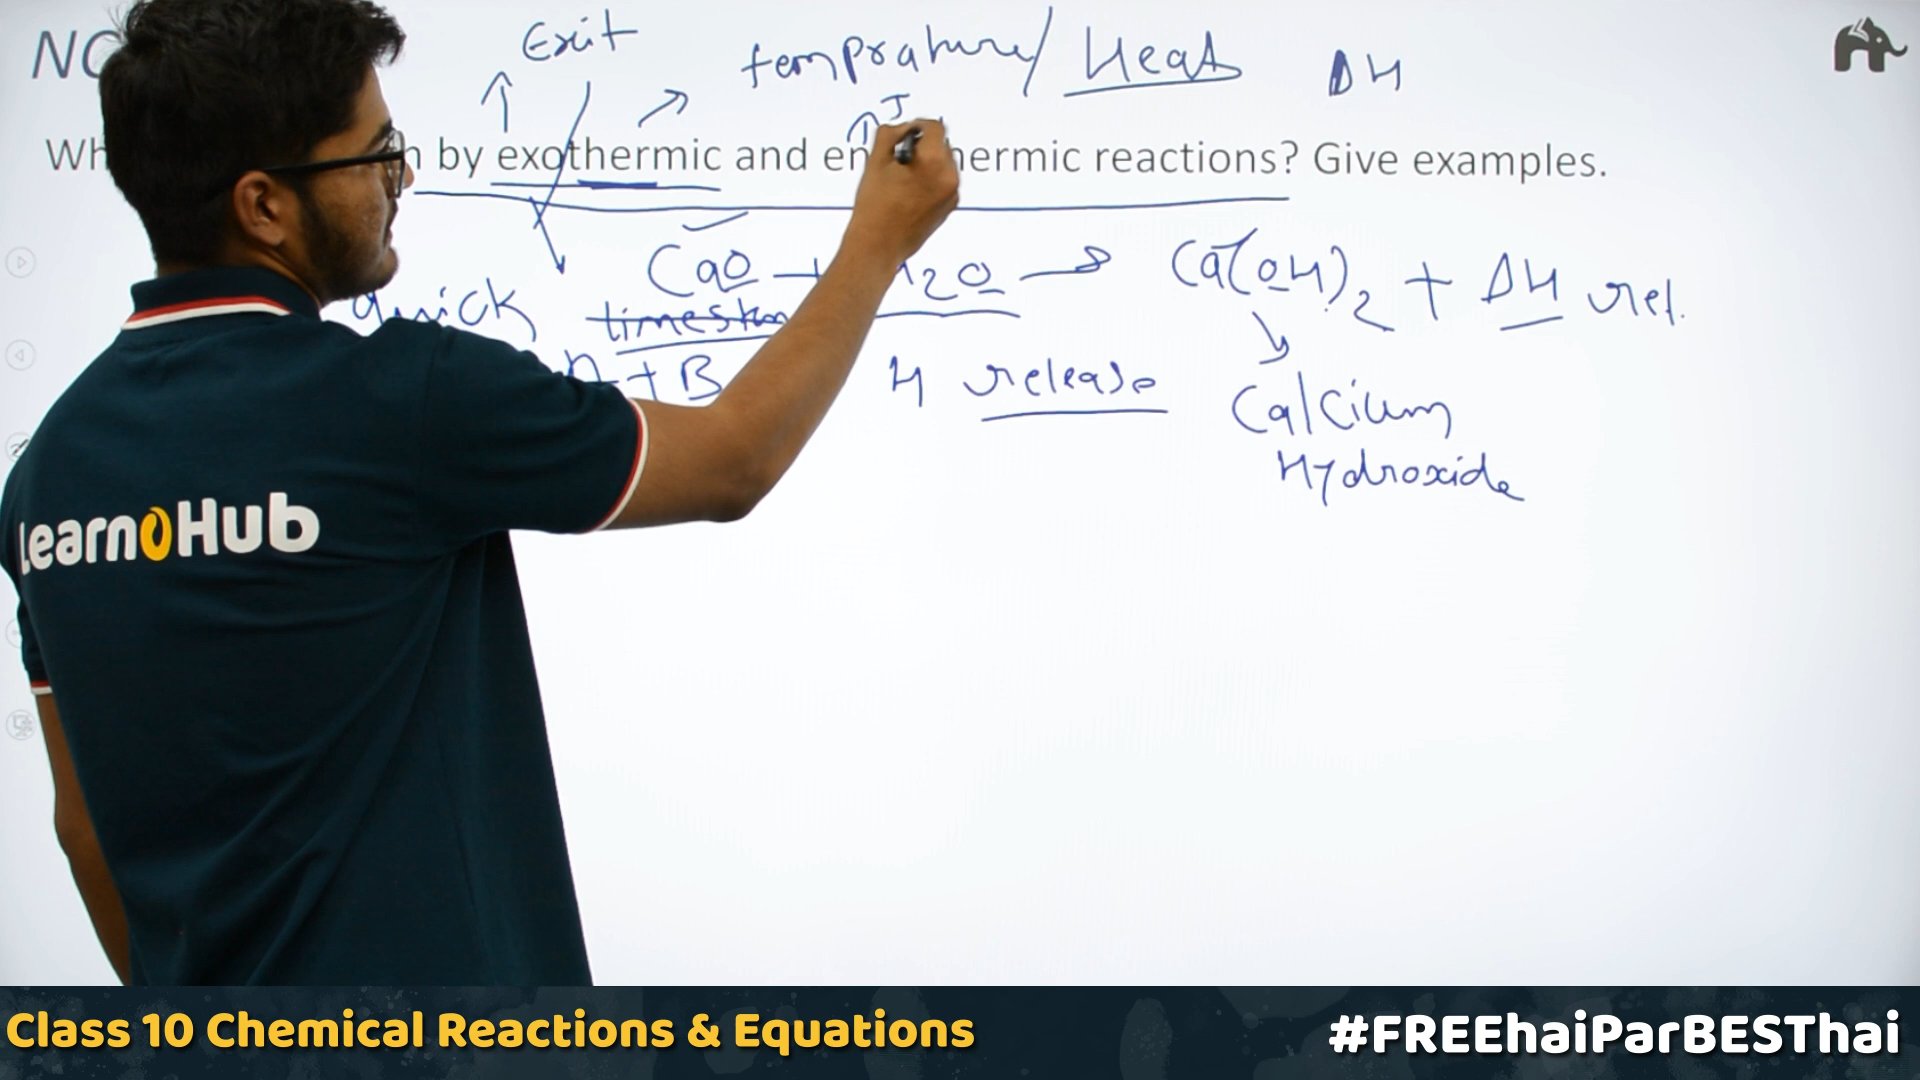 Exit temprature/ Heat ΔH
by exothermic and en hermic reactions? Give examples.
CaO + H2O → Ca(OH)2 + ΔH rel.
quick timeston
+ B H release Calcium
Hydroxide
LearnoHub
Class 10 Chemical Reactions & Equations
#FREEhaiParBESThai